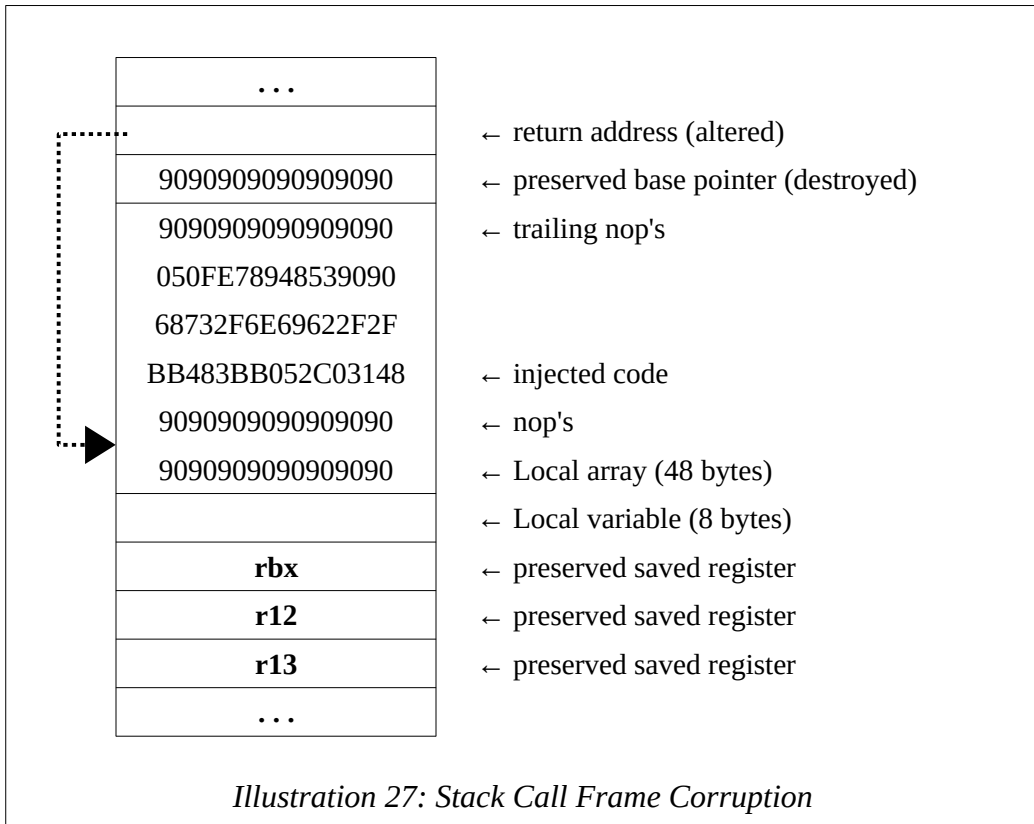 . . .
← return address (altered)
9090909090909090 ← preserved base pointer (destroyed)
9090909090909090 ← trailing nop's
050FE78948539090
68732F6E69622F2F
BB483BB052C03148 ← injected code
9090909090909090 ← nop's
9090909090909090 ← Local array (48 bytes)
← Local variable (8 bytes)
rbx ← preserved saved register
r12 ← preserved saved register
r13 ← preserved saved register
. . .
Illustration 27: Stack Call Frame Corruption